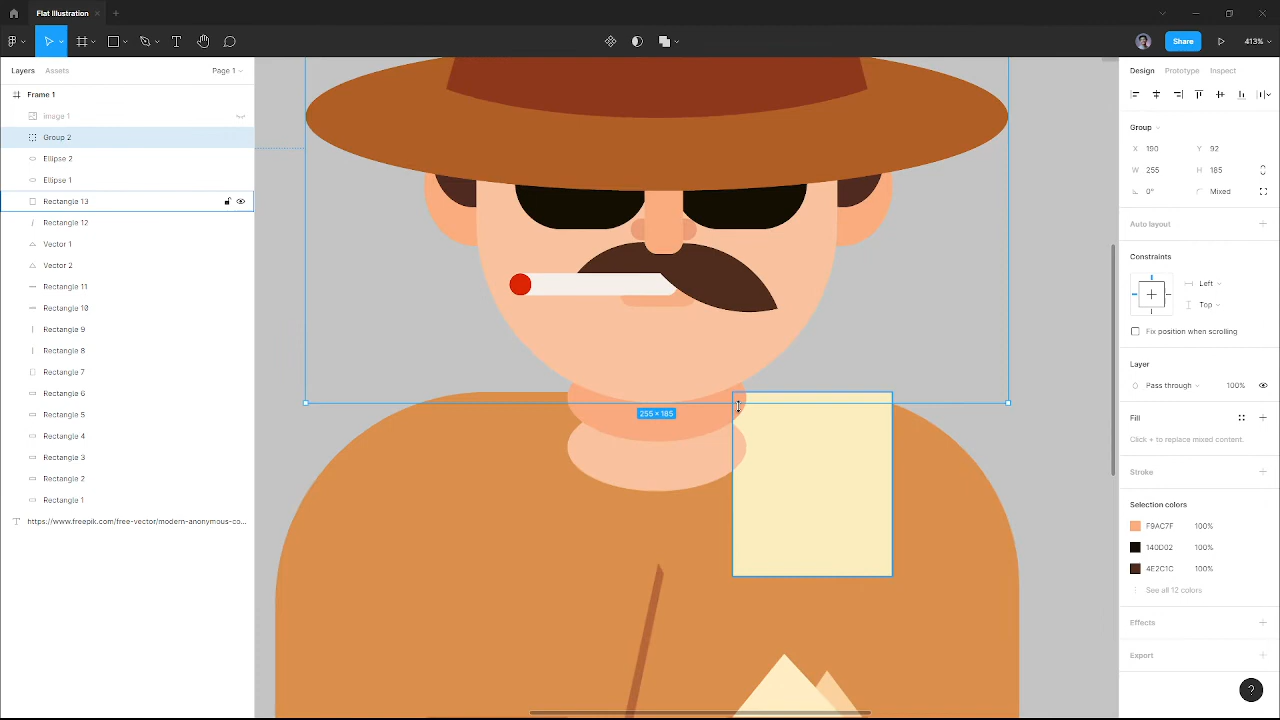 Flat Illustration
Share
413%
Layers
Assets
Page 1
Frame 1
image 1
Group 2
Ellipse 2
Ellipse 1
Rectangle 13
Rectangle 12
Vector 1
Vector 2
Rectangle 11
Rectangle 10
Rectangle 9
Rectangle 8
Rectangle 7
Rectangle 6
Rectangle 5
Rectangle 4
Rectangle 3
Rectangle 2
Rectangle 1
https://www.freepik.com/free-vector/modern-anonymous-co...
255 × 185
Design
Prototype
Inspect
Group
X 190 Y 92
W 255 H 185
0° Mixed
Auto layout
Constraints
Left
Top
Fix position when scrolling
Layer
Pass through 100%
Fill
Click + to replace mixed content.
Stroke
Selection colors
F9AC7F 100%
140D02 100%
4E2C1C 100%
See all 12 colors
Effects
Export
?